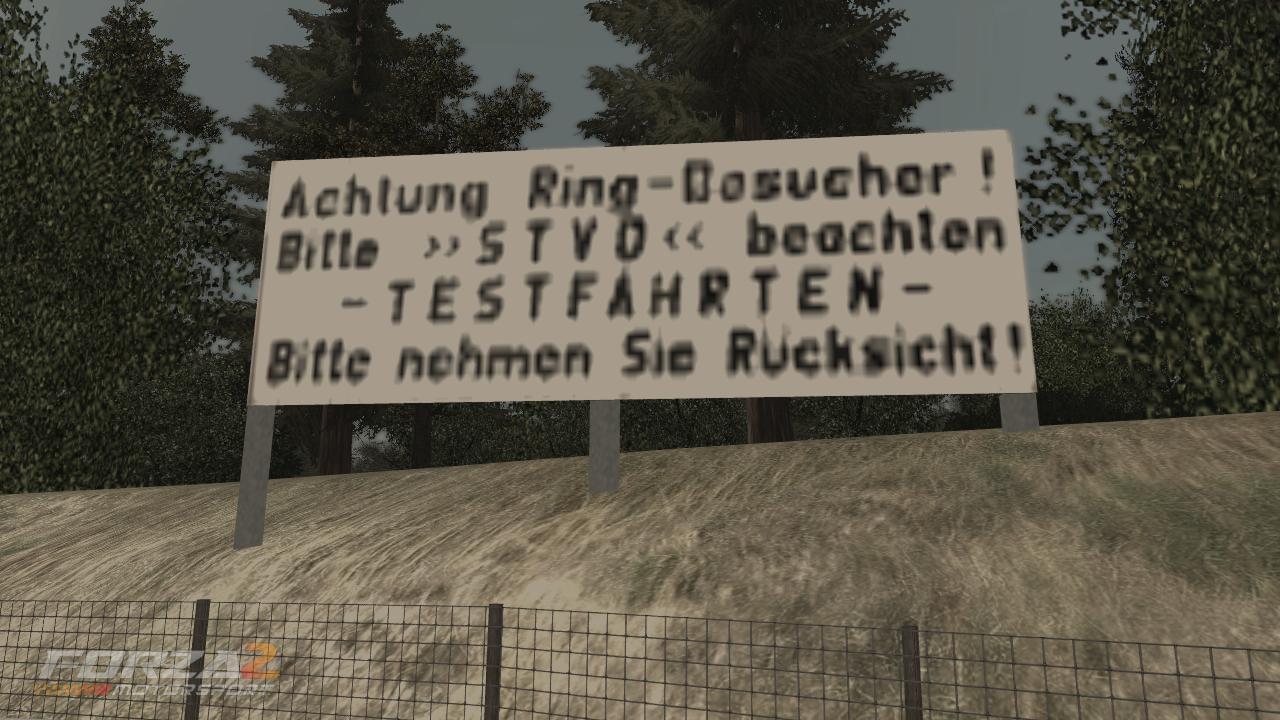 Achtung Ring-Besucher!
Bitte »STVO« beachten
-TESTFAHRTEN-
Bitte nehmen Sie Rücksicht!
FORZA2
MOTORSPORT